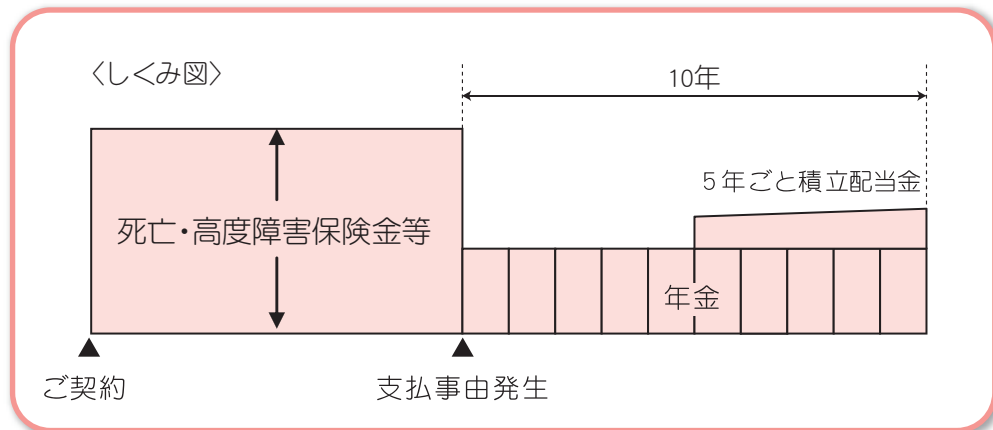 〈しくみ図〉
10年
5年ごと積立配当金
死亡・高度障害保険金等
年金
ご契約
支払事由発生